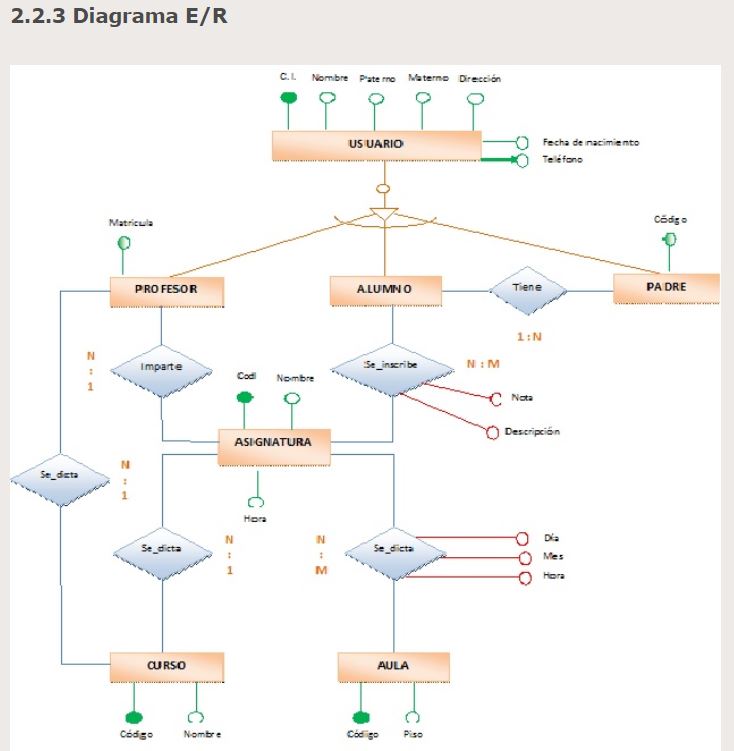 2.2.3 Diagrama E/R
C.I. Nombre Paterno Materno Dirección
USUARIO
Fecha de nacimiento
Teléfono
Matricula
Código
PROFESOR
ALUMNO
Tiene
PADRE
1:N
N
:
1
Imparte
Se_inscribe
N:M
Codl
Nombre
Nota
Descripción
ASIGNATURA
Se_dicta
N
:
1
Hora
Se_dicta
N
:
1
N
:
M
Se_dicta
Día
Mes
Hora
CURSO
AULA
Código
Nombre
Código
Piso